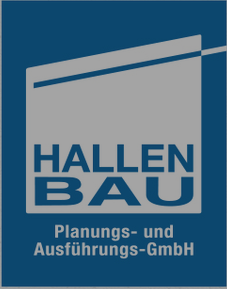 HALLEN
BAU
Planungs- und
Ausführungs-GmbH